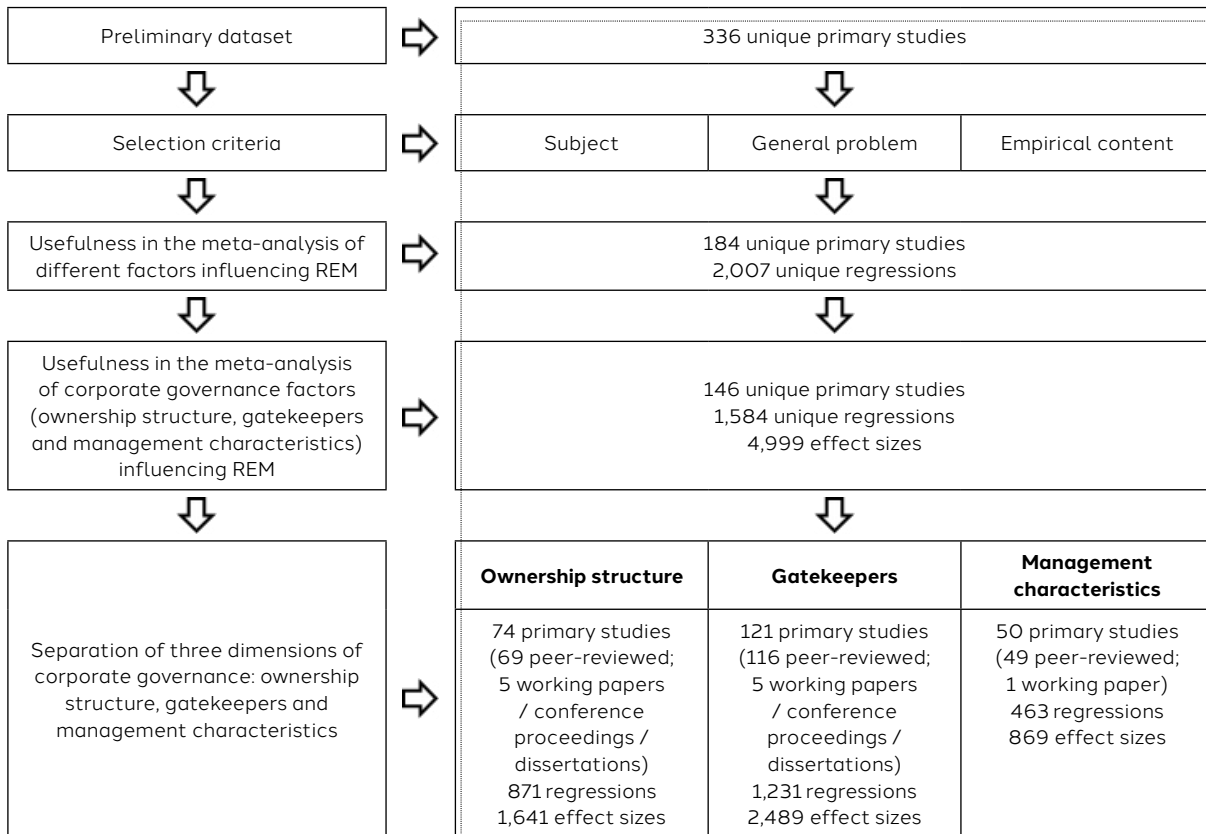 Preliminary dataset
336 unique primary studies
Selection criteria
Subject
General problem
Empirical content
Usefulness in the meta-analysis of
different factors influencing REM
184 unique primary studies
2,007 unique regressions
Usefulness in the meta-analysis
of corporate governance factors
(ownership structure, gatekeepers
and management characteristics)
influencing REM
146 unique primary studies
1,584 unique regressions
4,999 effect sizes
Separation of three dimensions of
corporate governance: ownership
structure, gatekeepers and
management characteristics
Ownership structure
74 primary studies
(69 peer-reviewed;
5 working papers
/ conference
proceedings /
dissertations)
871 regressions
1,641 effect sizes
Gatekeepers
121 primary studies
(116 peer-reviewed;
5 working papers
/ conference
proceedings /
dissertations)
1,231 regressions
2,489 effect sizes
Management
characteristics
50 primary studies
(49 peer-reviewed;
1 working paper)
463 regressions
869 effect sizes